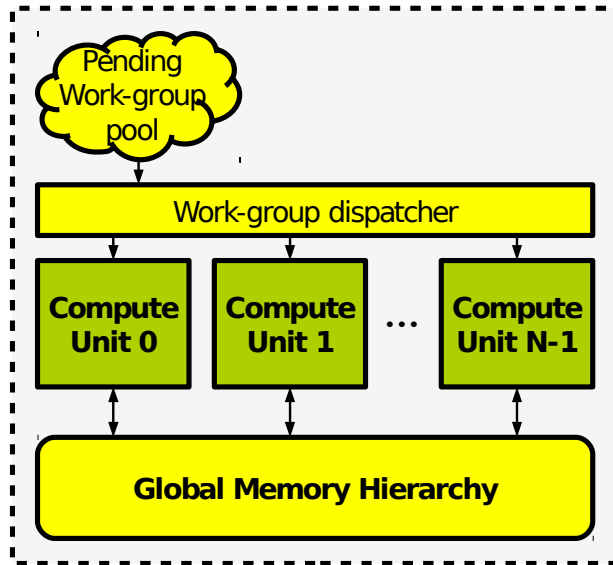 Pending
Work-group
pool
Work-group dispatcher
Compute
Unit 0
Compute
Unit 1
...
Compute
Unit N-1
Global Memory Hierarchy